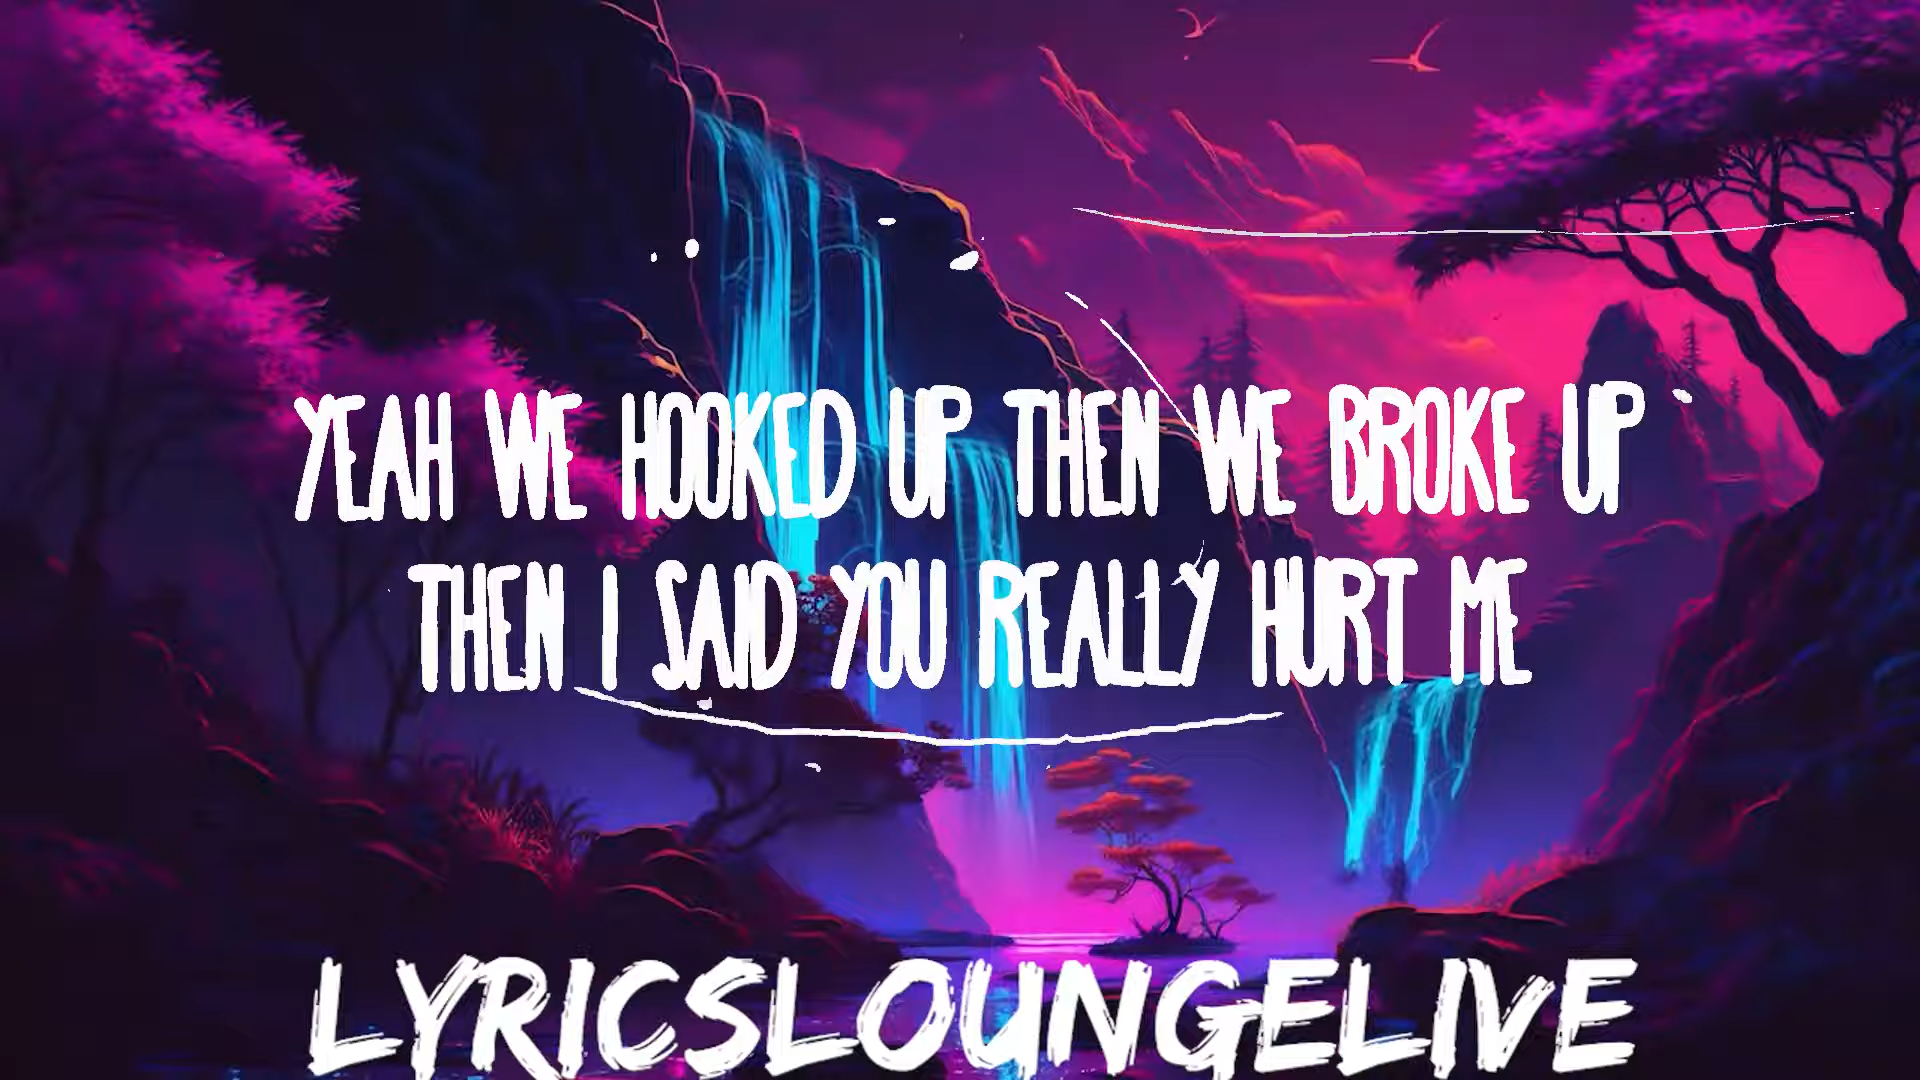 YEAH WE HOOKED UP THEN WE BROKE UP
THEN I SAID YOU REALLY HURT ME
LYRICSLOUNGELIVE